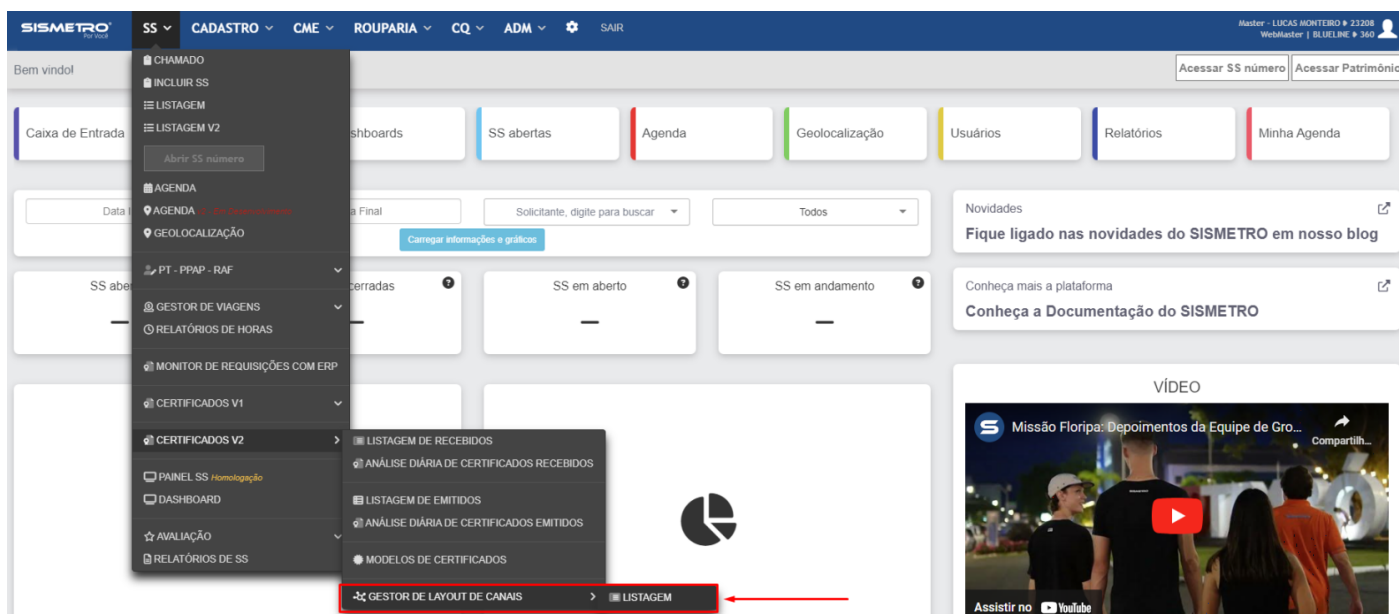 SISMETRO
Por Você
SS CADASTRO CME ROUPARIA CQ ADM SAIR
Master - LUCAS MONTEIRO 23208
WebMaster | BLUELINE 360
Bem vindo!
Acessar SS número Acessar Patrimônio
CHAMADO
INCLUIR SS
LISTAGEM
LISTAGEM V2
Abrir SS número
AGENDA
AGENDA
GEOLOCALIZAÇÃO
PT - PPAP - RAF
GESTOR DE VIAGENS
RELATÓRIOS DE HORAS
MONITOR DE REQUISIÇÕES COM ERP
CERTIFICADOS V1
CERTIFICADOS V2
PAINEL SS Homologação
DASHBOARD
AVALIAÇÃO
RELATÓRIOS DE SS
LISTAGEM DE RECEBIDOS
ANÁLISE DIÁRIA DE CERTIFICADOS RECEBIDOS
LISTAGEM DE EMITIDOS
ANÁLISE DIÁRIA DE CERTIFICADOS EMITIDOS
MODELOS DE CERTIFICADOS
GESTOR DE LAYOUT DE CANAIS
LISTAGEM
Caixa de Entrada
shboards
SS abertas
Agenda
Geolocalização
Usuários
Relatórios
Minha Agenda
Data I
a Final
Solicitante, digite para buscar
Todos
Carregar informações e gráficos
SS aber
cerradas
SS em aberto
SS em andamento
Novidades
Fique ligado nas novidades do SISMETRO em nosso blog
Conheça mais a plataforma
Conheça a Documentação do SISMETRO
VÍDEO
Missão Floripa: Depoimentos da Equipe de Gro...
Compartilh...
Assistir no YouTube